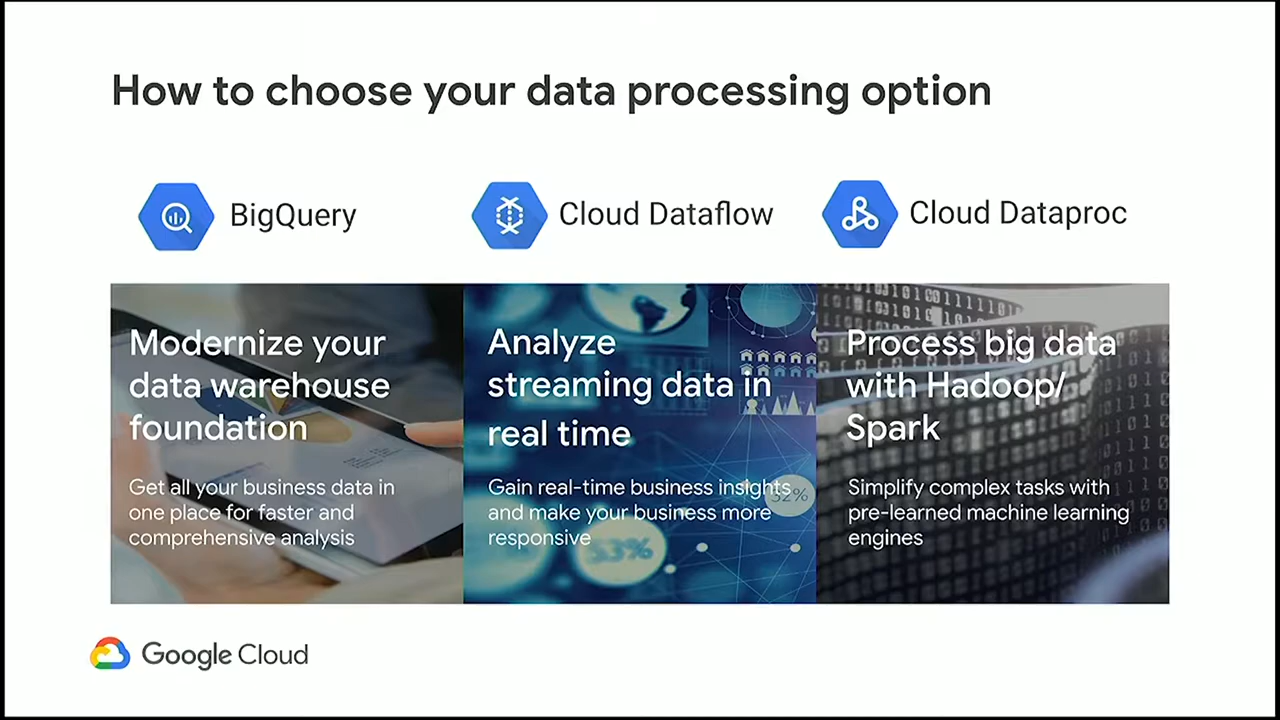 How to choose your data processing option
BigQuery
Cloud Dataflow
Cloud Dataproc
Modernize your
data warehouse
foundation
Get all your business data in
one place for faster and
comprehensive analysis
Analyze
streaming data in
real time
Gain real-time business insights
and make your business more
responsive
32%
33%
Process big data
with Hadoop/
Spark
Simplify complex tasks with
pre-learned machine learning
engines
Google Cloud